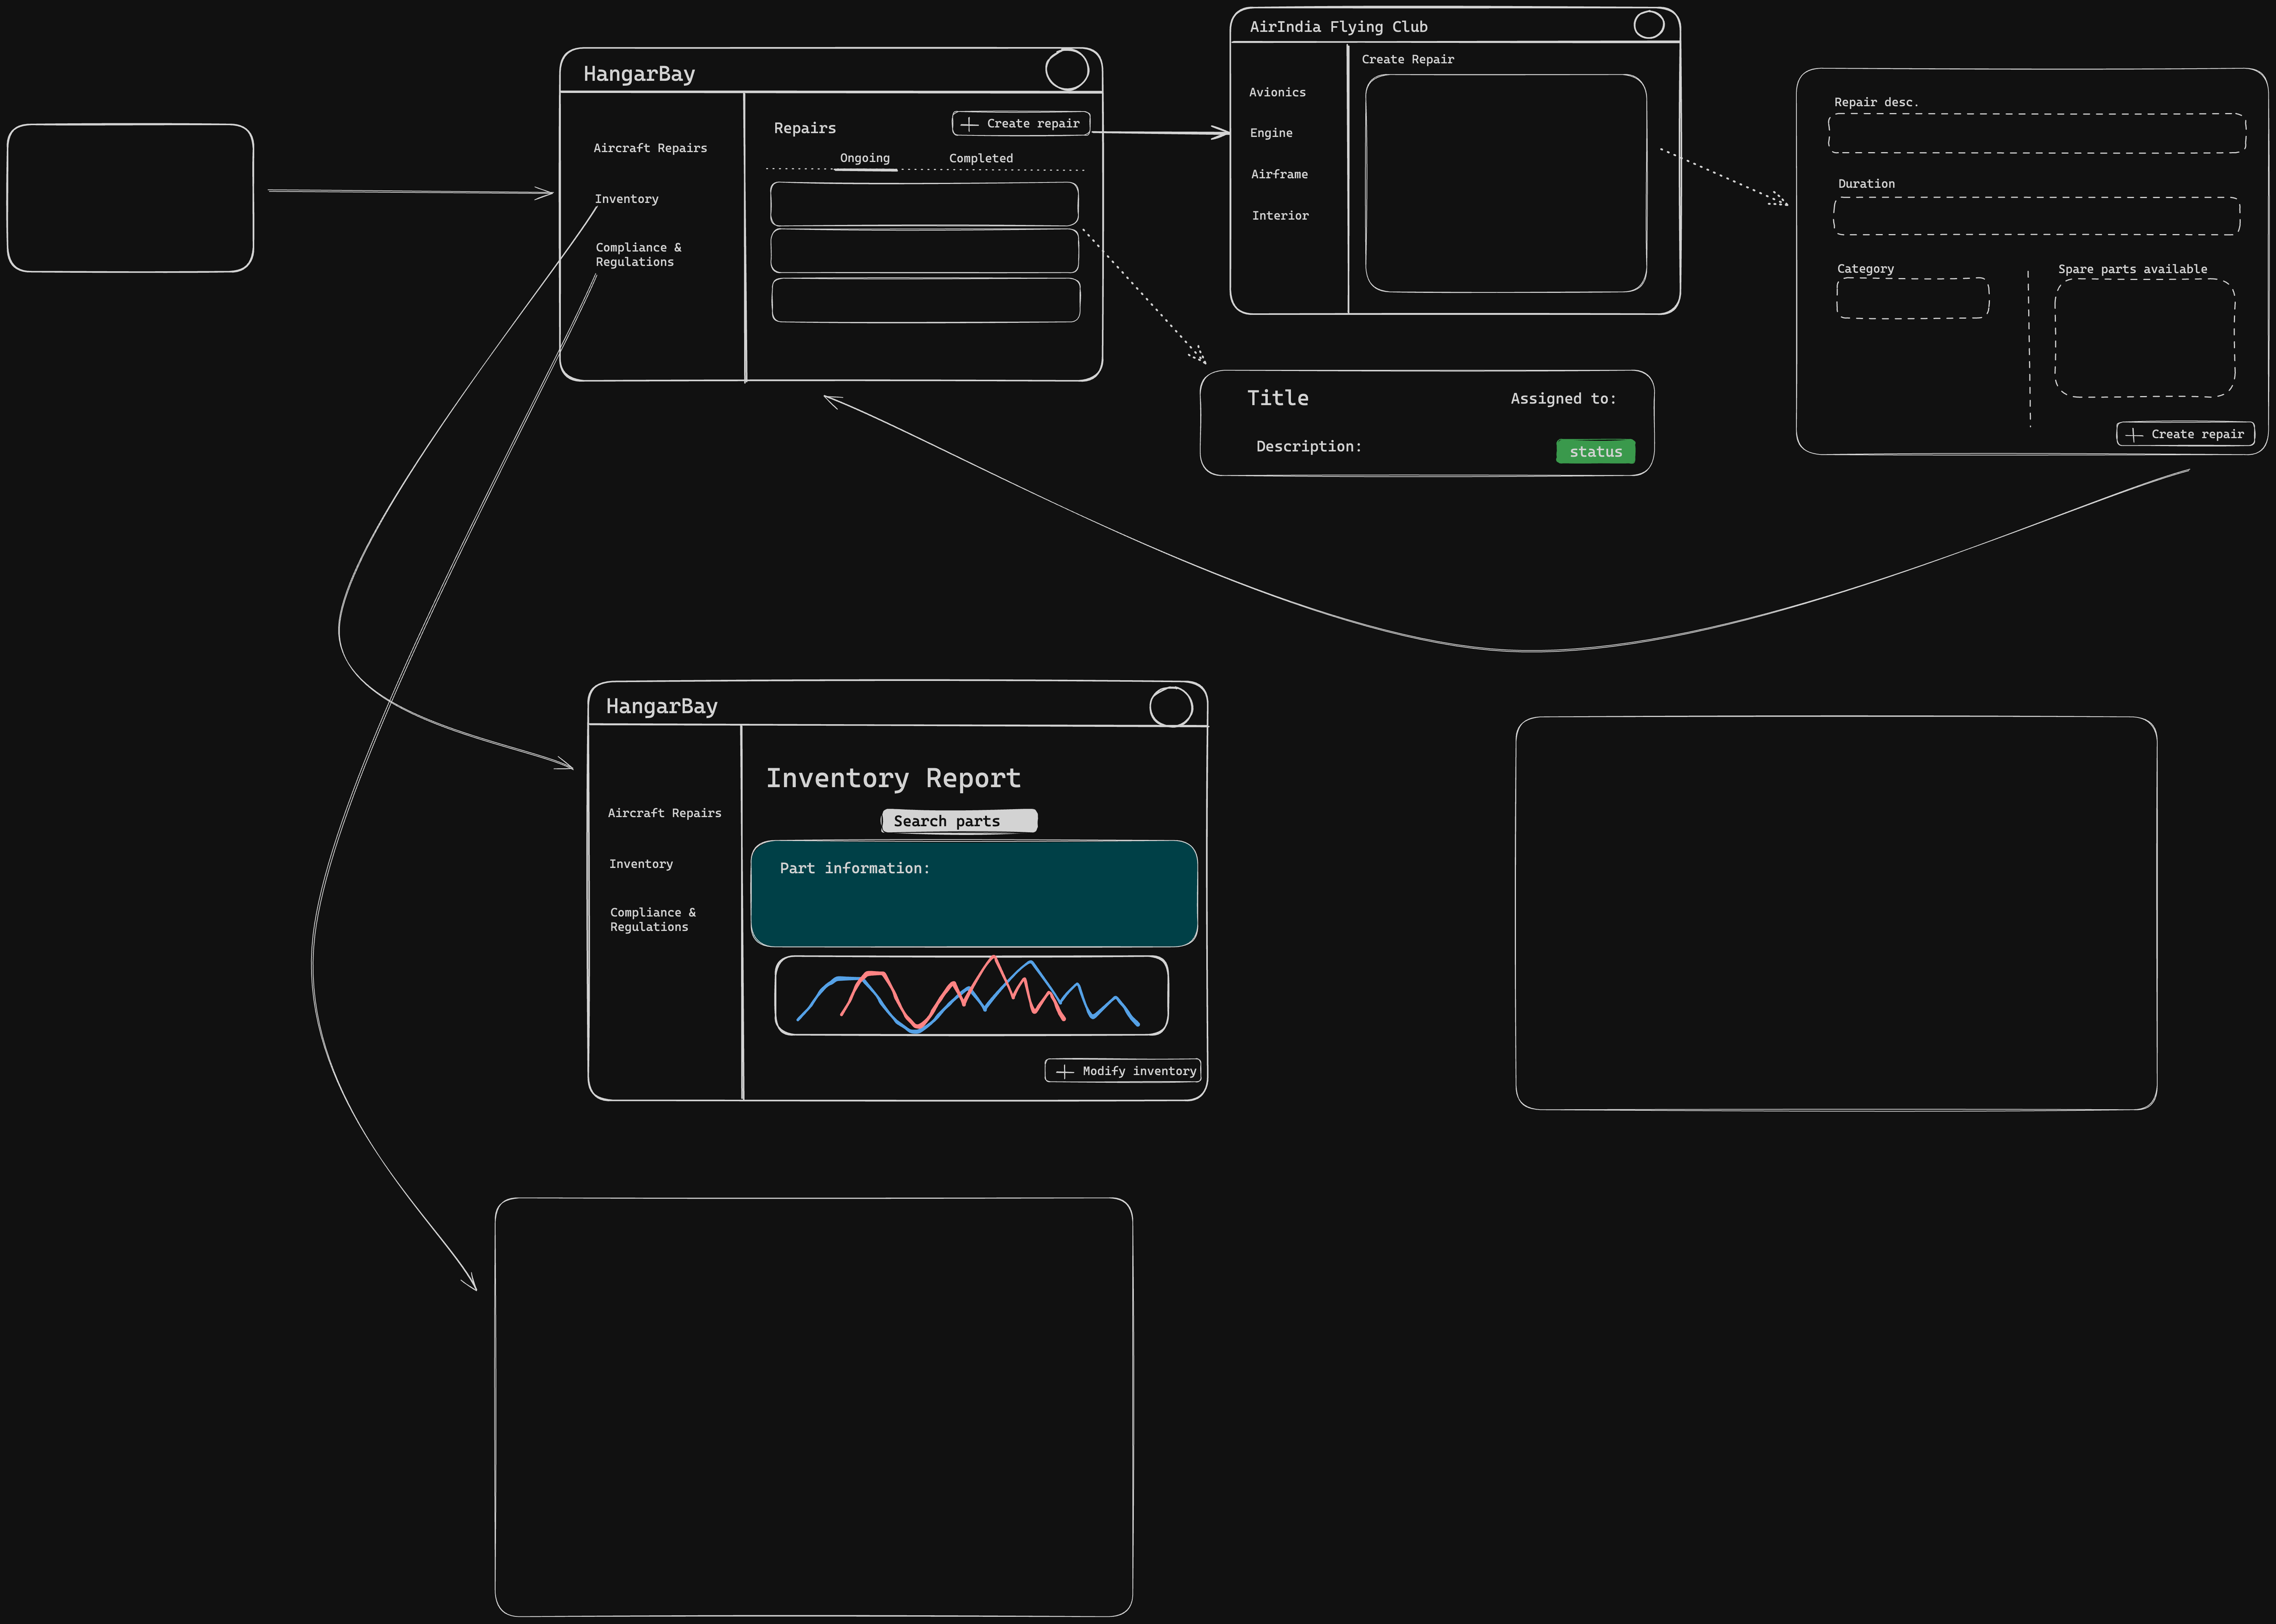 HangarBay
Aircraft Repairs
Inventory
Compliance &
Regulations
Repairs
Create repair
Ongoing
Completed
AirIndia Flying Club
Avionics
Engine
Airframe
Interior
Create Repair
Repair desc.
Duration
Category
Spare parts available
Create repair
Title
Assigned to:
Description:
status
HangarBay
Aircraft Repairs
Inventory
Compliance &
Regulations
Inventory Report
Search parts
Part information:
Modify inventory